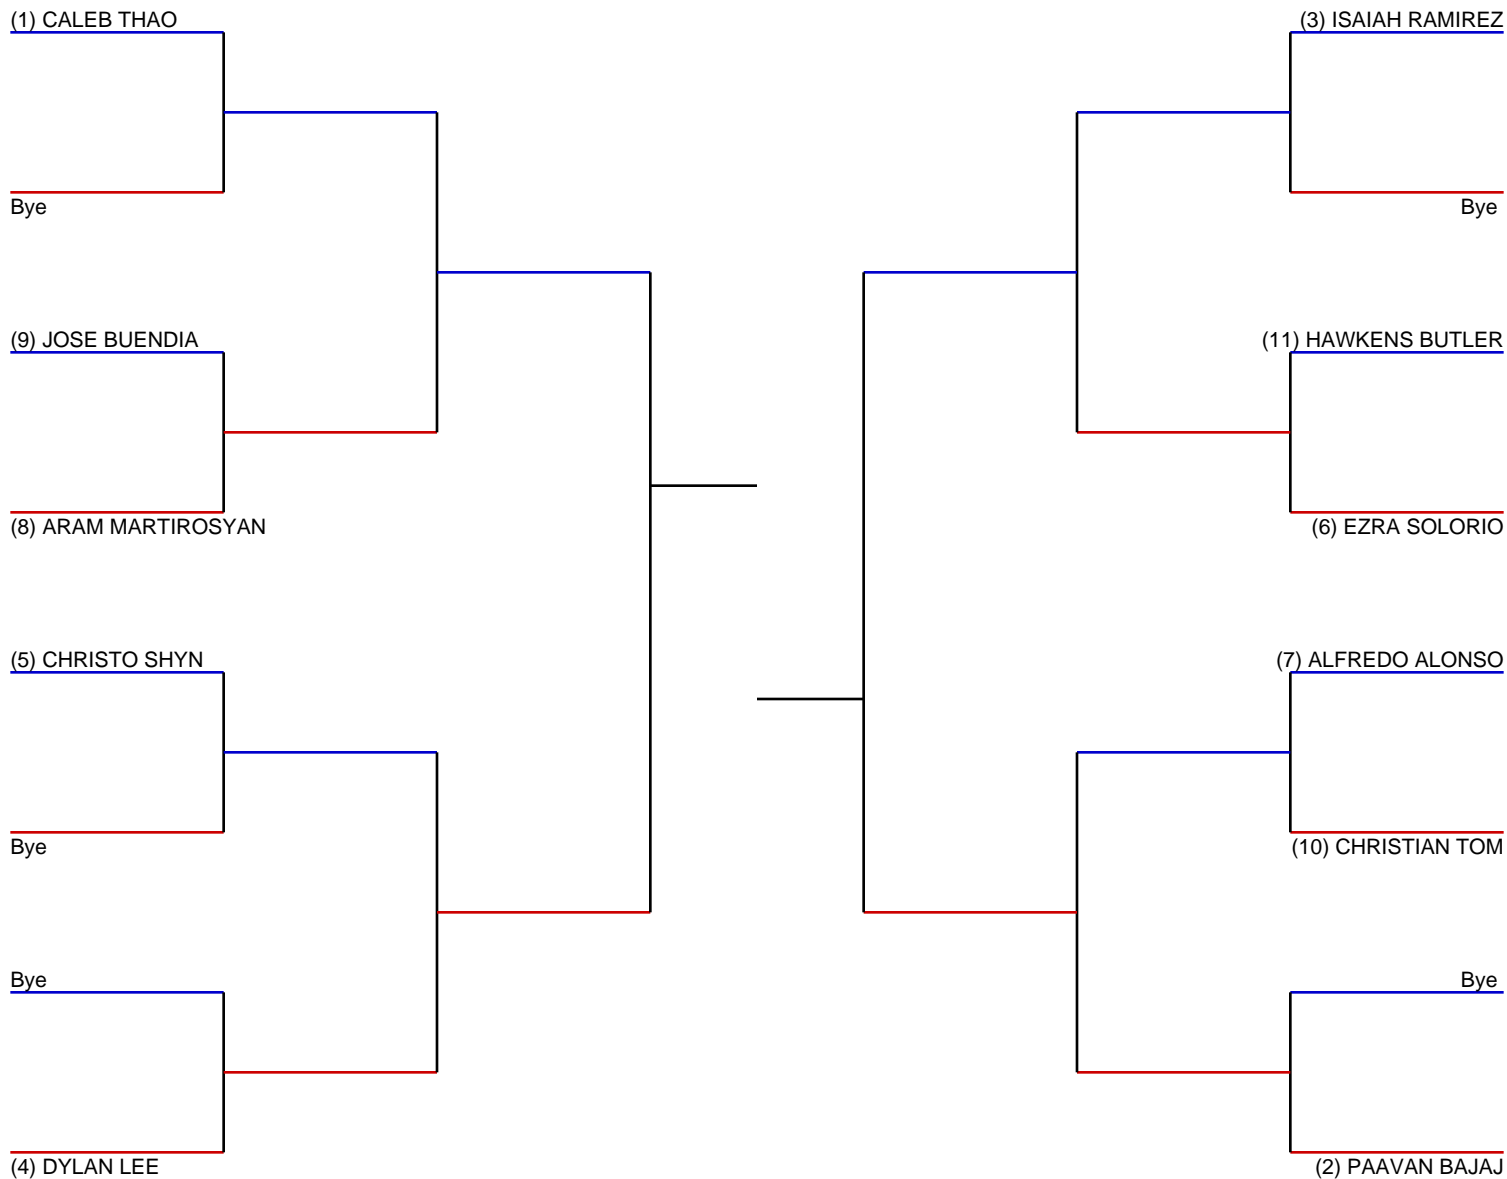 (1) CALEB THAO
Bye
(9) JOSE BUENDIA
(8) ARAM MARTIROSYAN
(5) CHRISTO SHYN
Bye
Bye
(4) DYLAN LEE
(3) ISAIAH RAMIREZ
Bye
(11) HAWKENS BUTLER
(6) EZRA SOLORIO
(7) ALFREDO ALONSO
(10) CHRISTIAN TOM
Bye
(2) PAAVAN BAJAJ